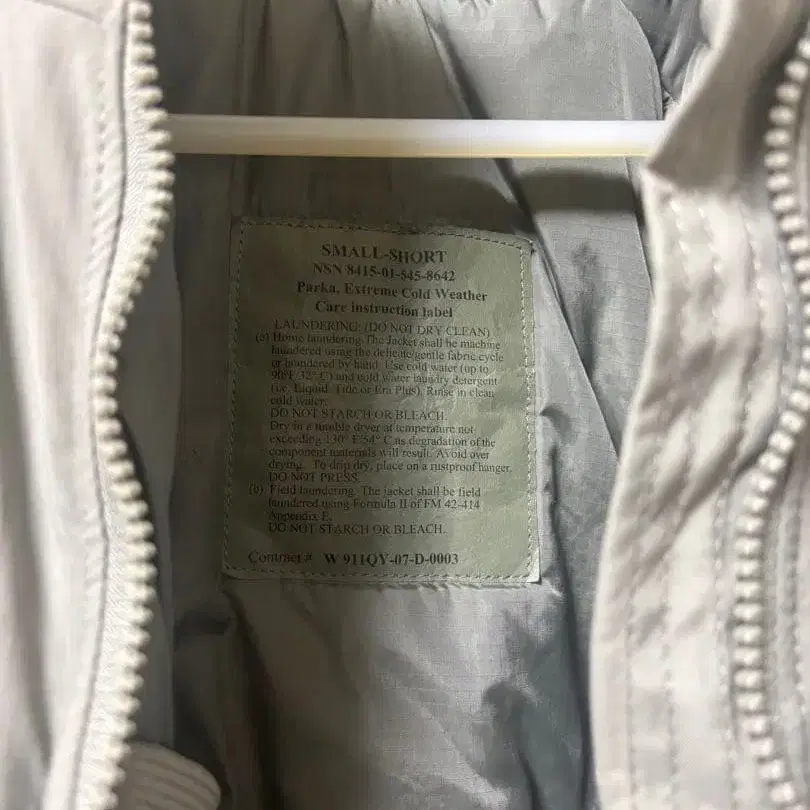 SMALL-SHORT
NSN 8415-01-545-8642
Parka, Extreme Cold Weather
Care instruction label
LAUNDERING: (DO NOT DRY CLEAN)
(a) Home laundering. The Jacket shall be machine
laundered using the delicate/gentle fabric cycle
or laundered by hand. Use cold water (up to
90°F/32° C) and cold water laundry detergent
(i.e. Liquid Tide or Era Plus). Rinse in clean
cold water.
DO NOT STARCH OR BLEACH.
Dry in a tumble dryer at temperature not
exceeding 130° F/54° C as degradation of the
component materials will result. Avoid over
drying. To drip dry, place on a rustproof hanger.
DO NOT PRESS.
(b) Field laundering. The jacket shall be field
laundered using Formula II of FM 42-414
Appendix E.
DO NOT STARCH OR BLEACH.
Contract # W 911QY-07-D-0003